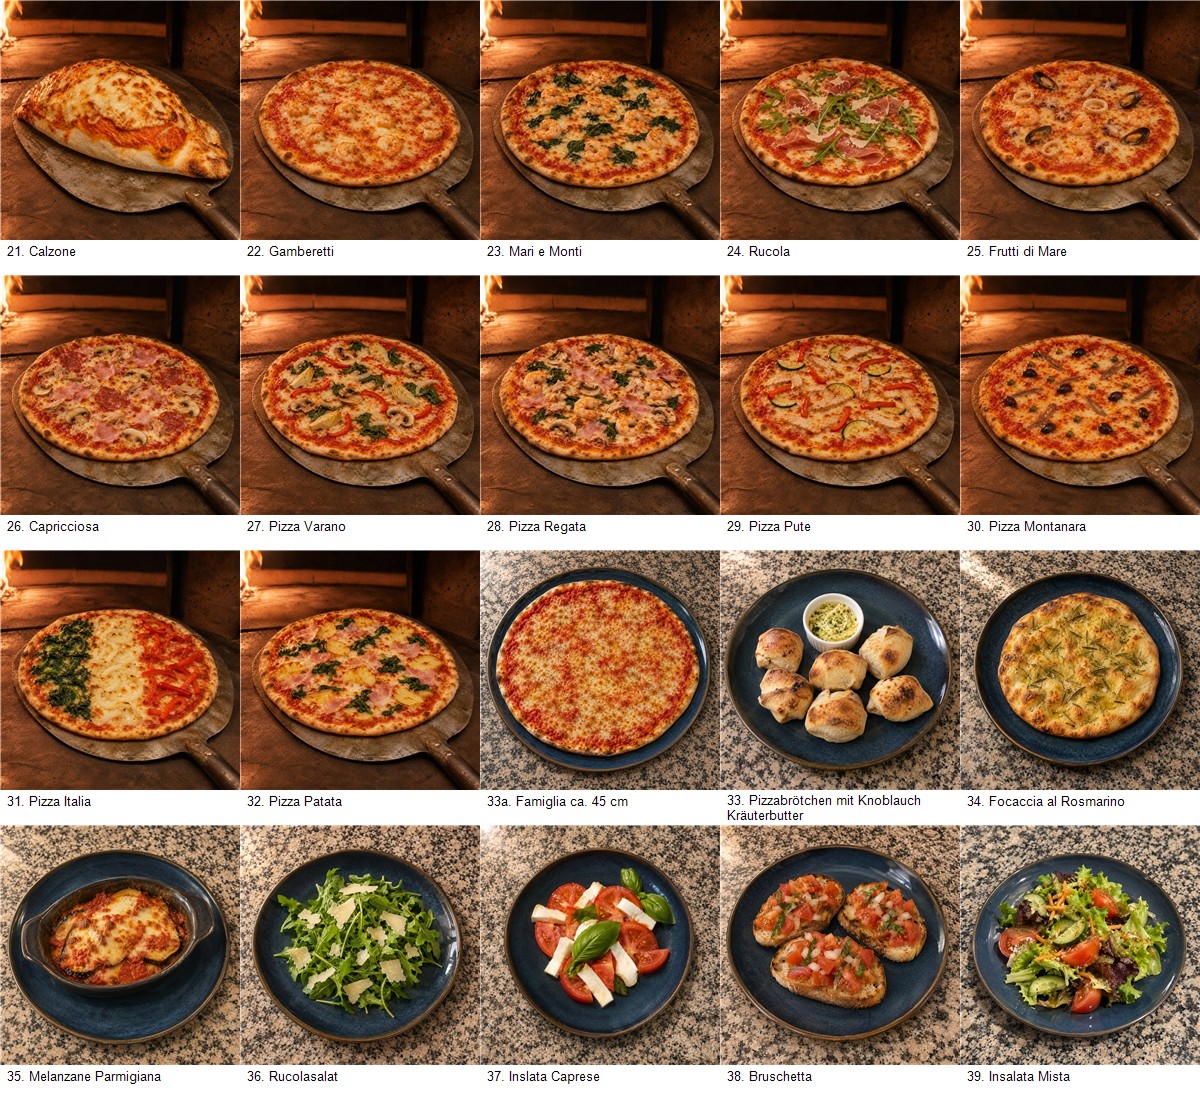 21. Calzone
22. Gamberetti
23. Mari e Monti
24. Rucola
25. Frutti di Mare
26. Capricciosa
27. Pizza Varano
28. Pizza Regata
29. Pizza Pute
30. Pizza Montanara
31. Pizza Italia
32. Pizza Patata
33a. Famiglia ca. 45 cm
33. Pizzabrötchen mit Knoblauch
Kräuterbutter
34. Focaccia al Rosmarino
35. Melanzane Parmigiana
36. Rucolasalat
37. Inslata Caprese
38. Bruschetta
39. Insalata Mista